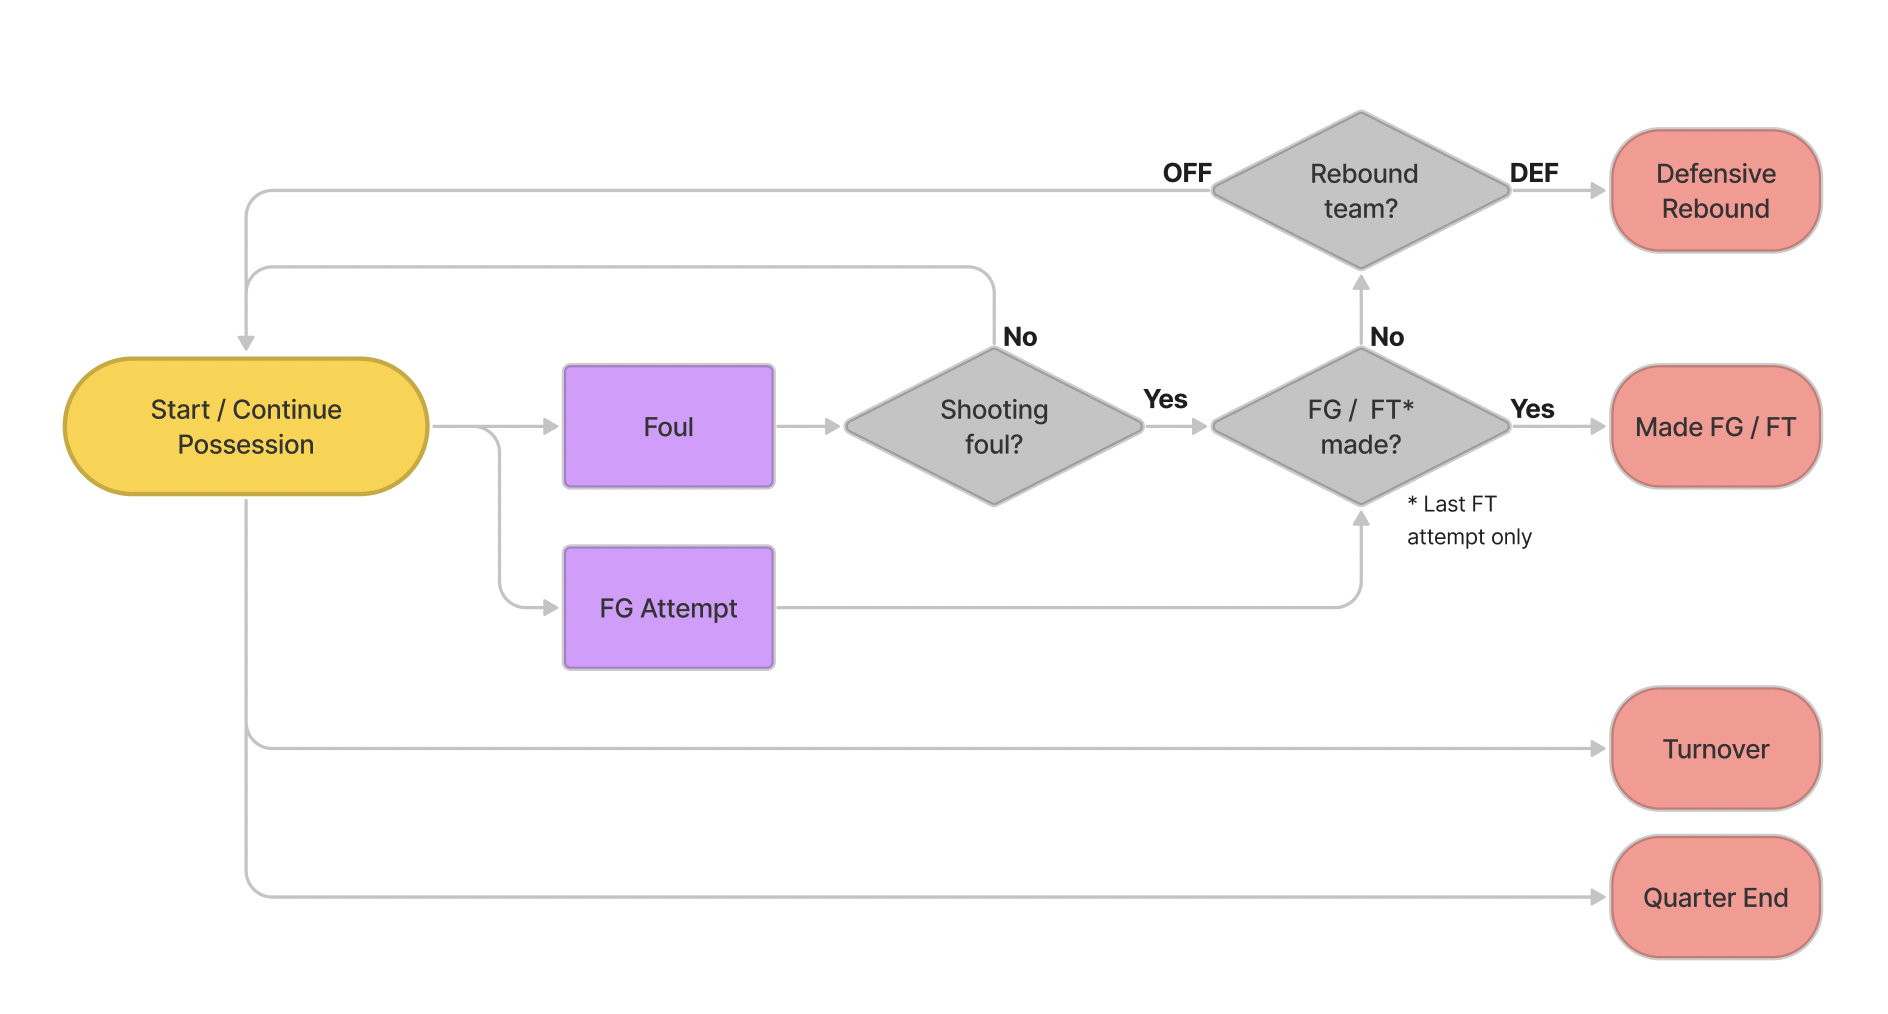 OFF
Rebound
team?
DEF
Defensive
Rebound
No
No
Start / Continue
Possession
Foul
Shooting
foul?
Yes
FG / FT*
made?
Yes
Made FG / FT
* Last FT
attempt only
FG Attempt
Turnover
Quarter End